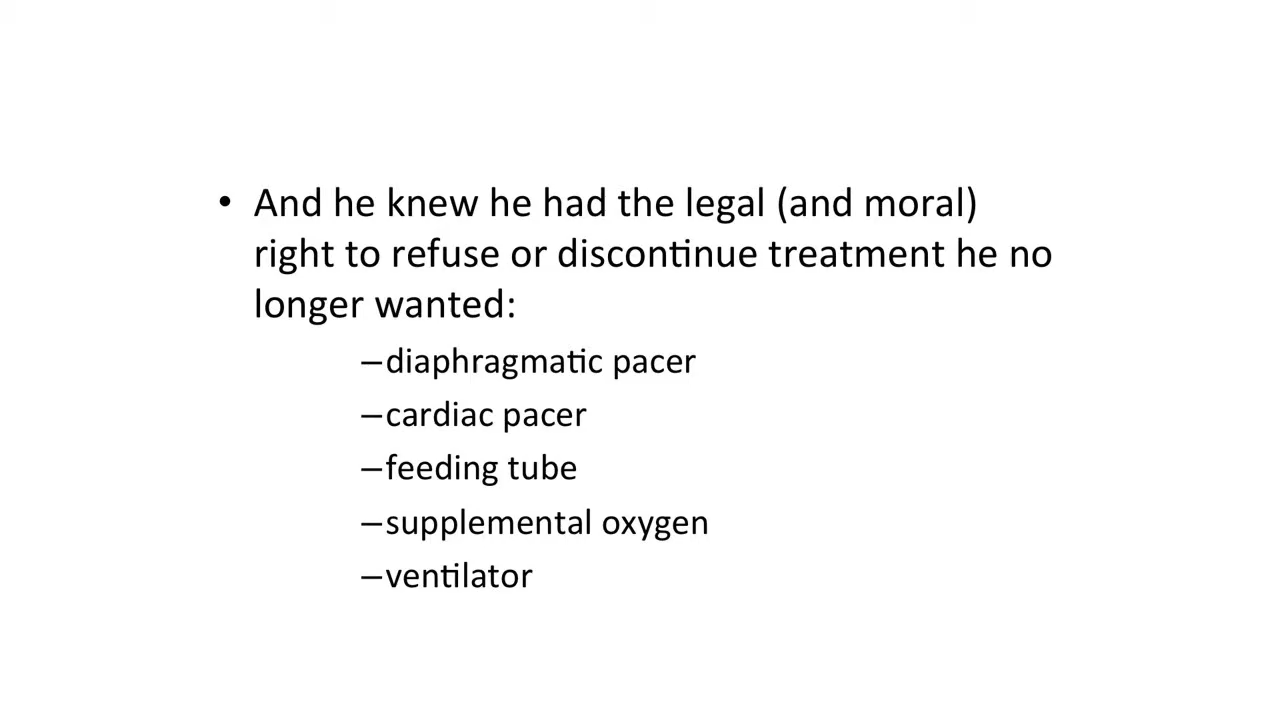 • And he knew he had the legal (and moral)
right to refuse or discontinue treatment he no
longer wanted:
–diaphragmatic pacer
–cardiac pacer
–feeding tube
–supplemental oxygen
–ventilator